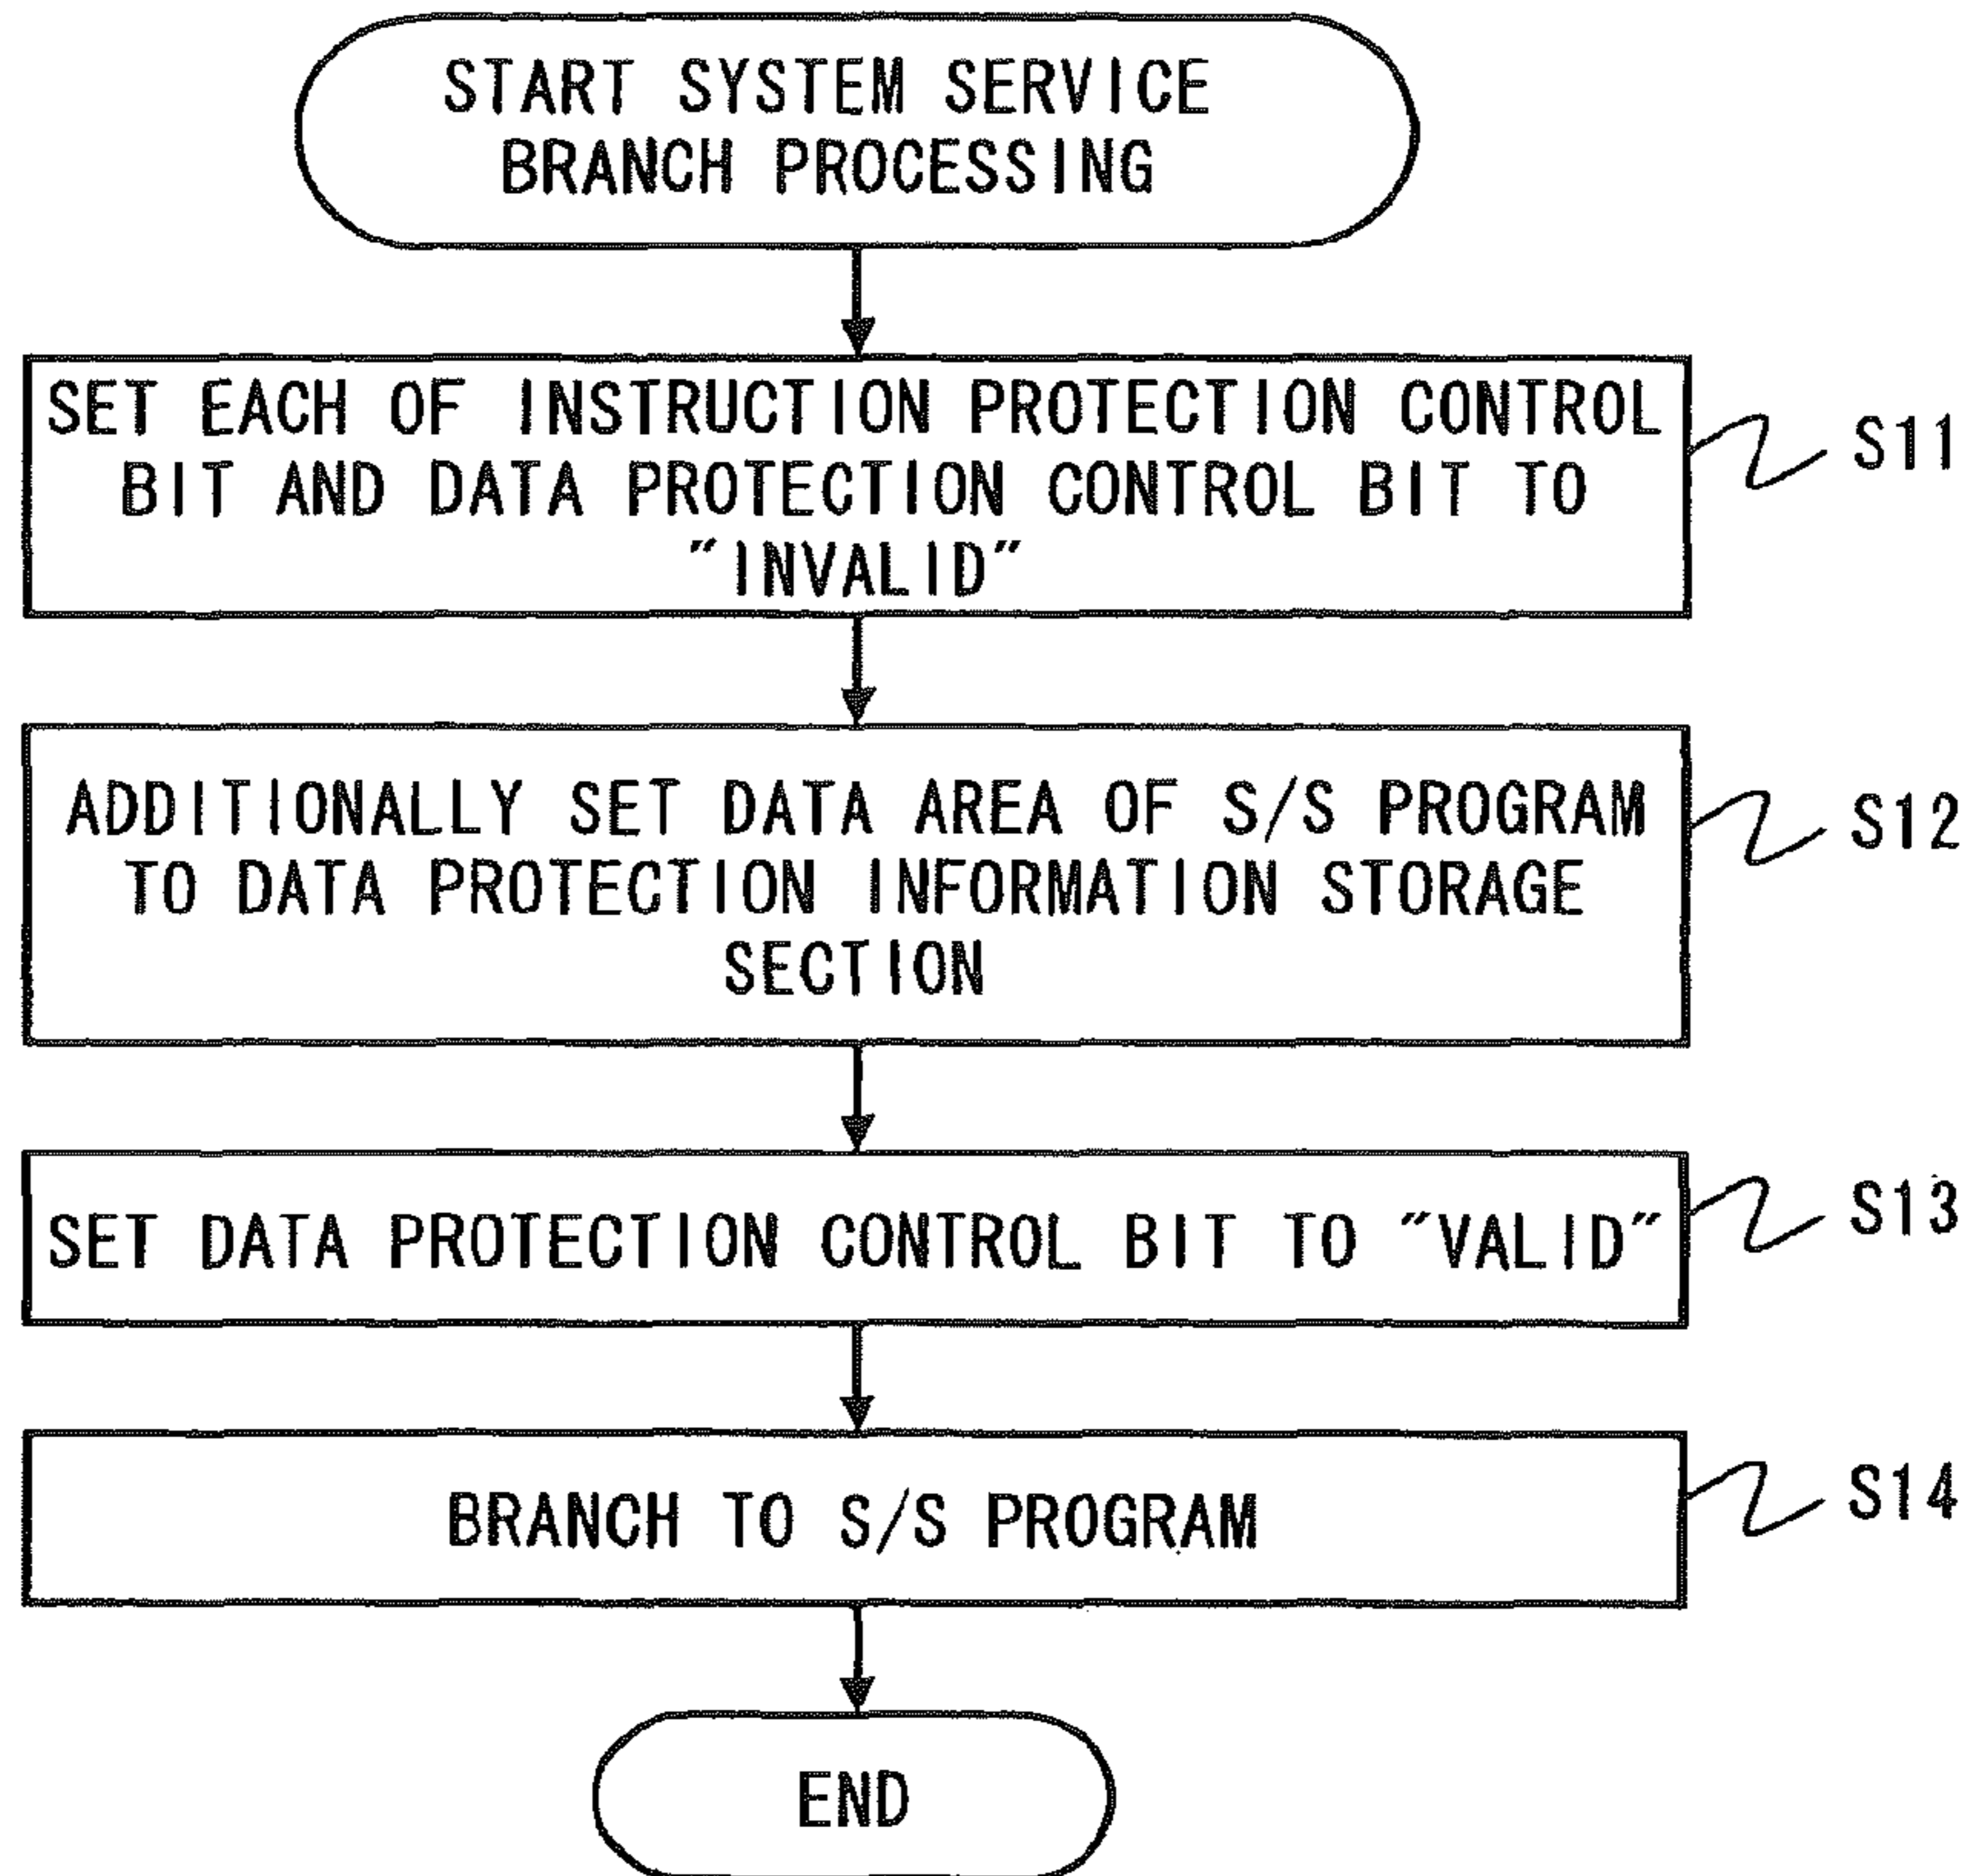 START SYSTEM SERVICE
BRANCH PROCESSING
SET EACH OF INSTRUCTION PROTECTION CONTROL
BIT AND DATA PROTECTION CONTROL BIT TO
"INVALID"
S11
ADDITIONALLY SET DATA AREA OF S/S PROGRAM
TO DATA PROTECTION INFORMATION STORAGE
SECTION
S12
SET DATA PROTECTION CONTROL BIT TO "VALID"
S13
BRANCH TO S/S PROGRAM
S14
END